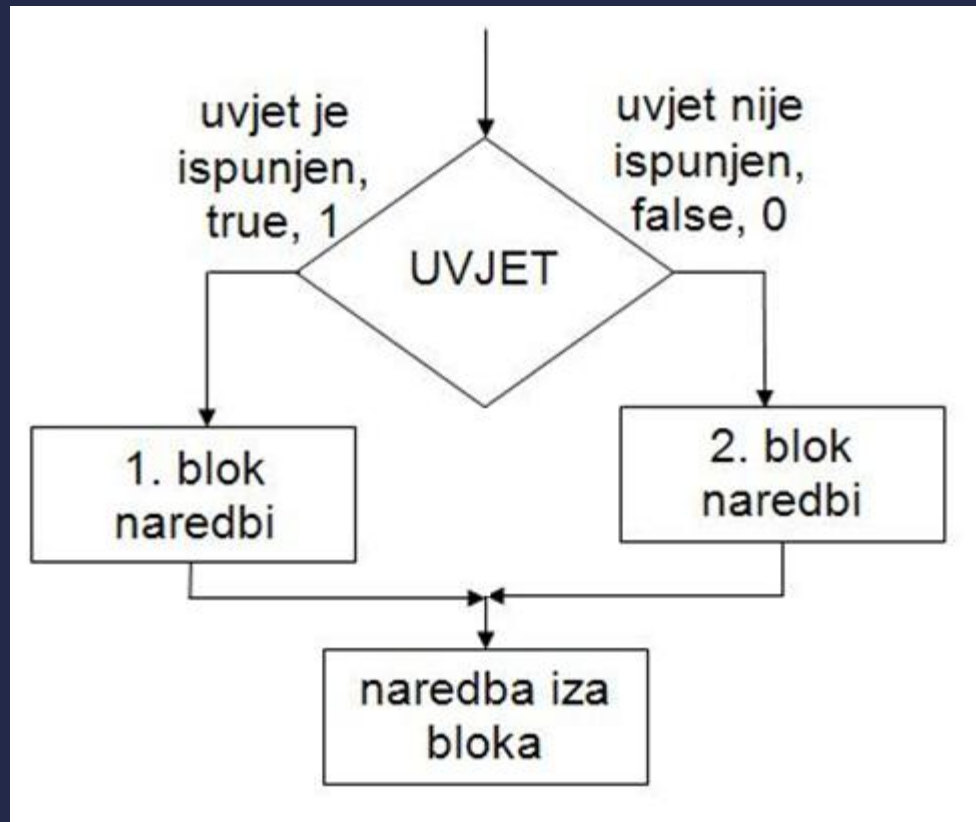 uvjet je
ispunjen,
true, 1
uvjet nije
ispunjen,
false, 0
UVJET
1. blok
naredbi
2. blok
naredbi
naredba iza
bloka